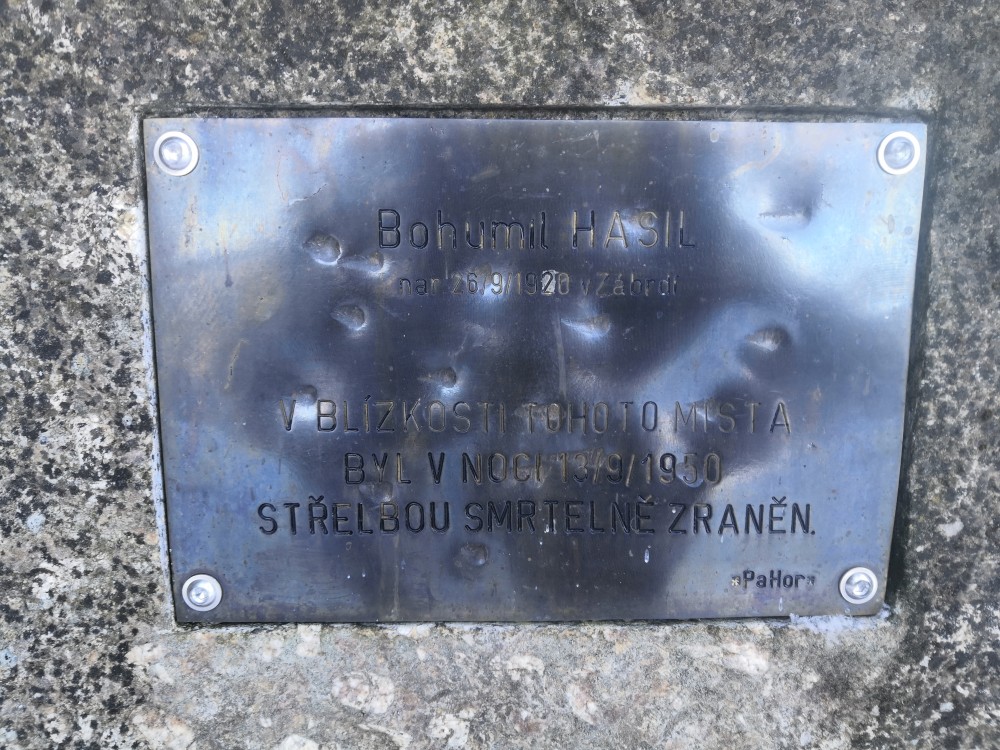 Bohumil HASIL
nar. 26/9/1920 v Zábrdí
V BLÍZKOSTI TOHOTO MÍSTA
BYL V NOCI 13/9/1950
STŘELBOU SMRTELNĚ ZRANĚN.
*PaHor*